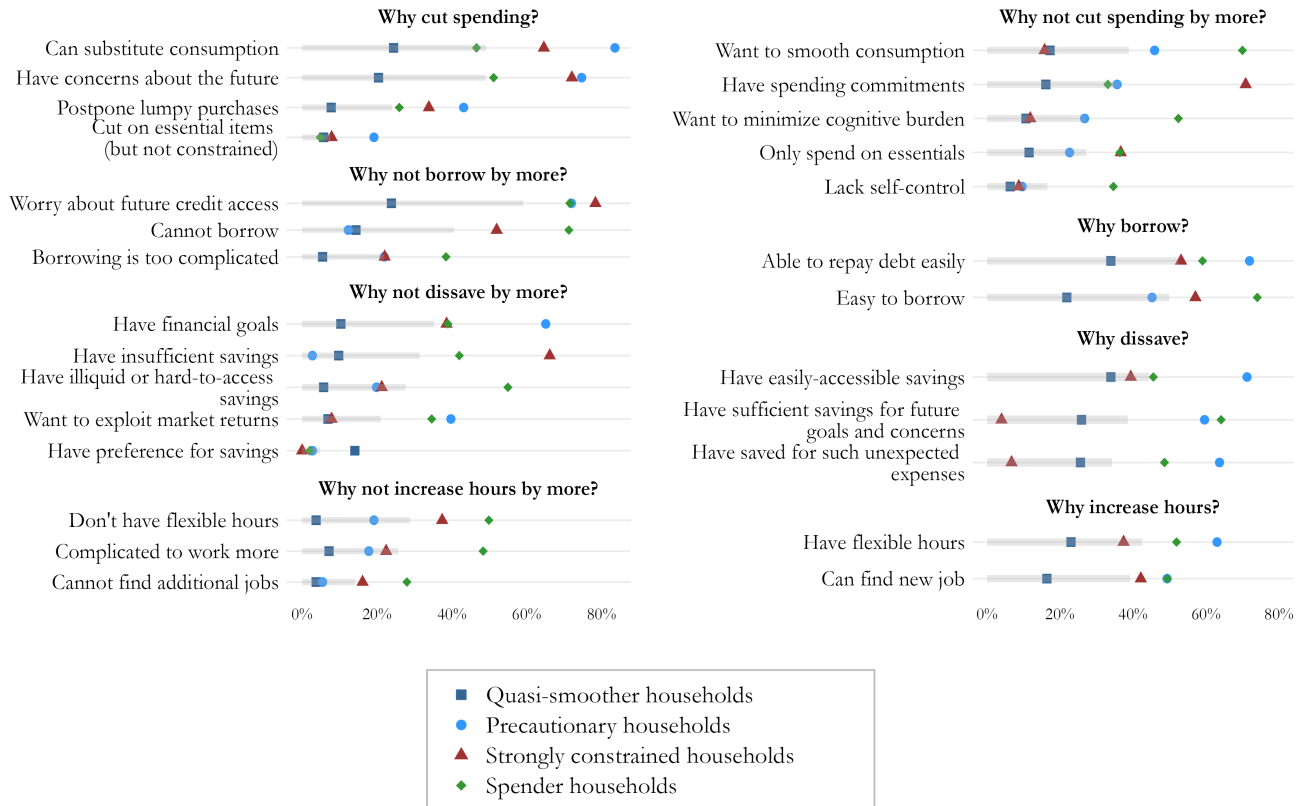 Why cut spending?
Can substitute consumption
Have concerns about the future
Postpone lumpy purchases
Cut on essential items
(but not constrained)
Why not borrow by more?
Worry about future credit access
Cannot borrow
Borrowing is too complicated
Why not dissave by more?
Have financial goals
Have insufficient savings
Have illiquid or hard-to-access
savings
Want to exploit market returns
Have preference for savings
Why not increase hours by more?
Don't have flexible hours
Complicated to work more
Cannot find additional jobs
0% 20% 40% 60% 80%
Why not cut spending by more?
Want to smooth consumption
Have spending commitments
Want to minimize cognitive burden
Only spend on essentials
Lack self-control
Why borrow?
Able to repay debt easily
Easy to borrow
Why dissave?
Have easily-accessible savings
Have sufficient savings for future
goals and concerns
Have saved for such unexpected
expenses
Why increase hours?
Have flexible hours
Can find new job
0% 20% 40% 60% 80%
Quasi-smoother households
Precautionary households
Strongly constrained households
Spender households